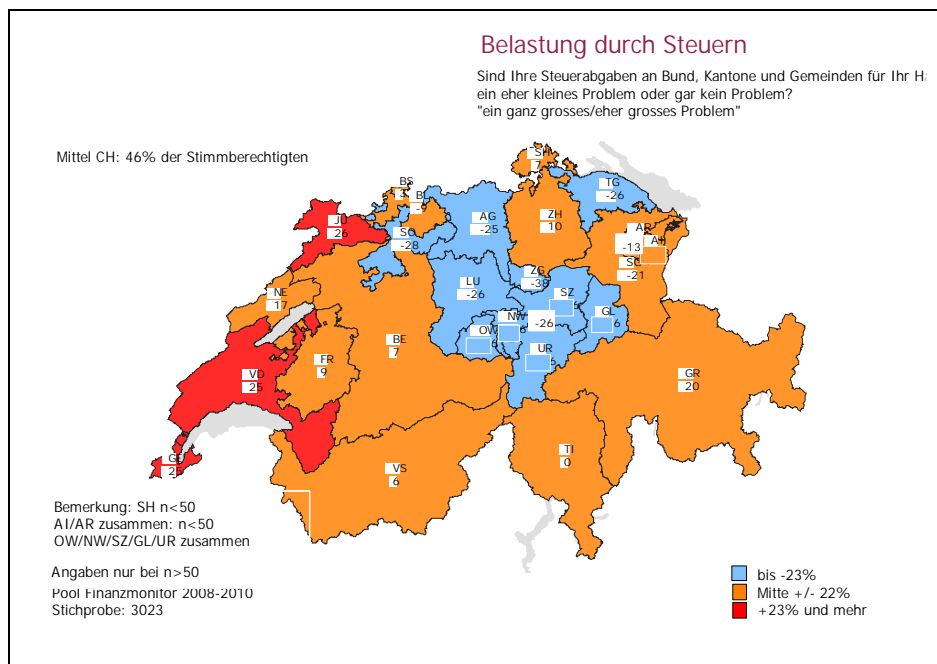 Belastung durch Steuern
Sind Ihre Steuerabgaben an Bund, Kantone und Gemeinden für Ihr
ein eher kleines Problem oder gar kein Problem?
"ein ganz grosses/eher grosses Problem"
Mittel CH: 46% der Stimmberechtigten
SH
7
BS
3
-9
TG
-26
JU
26
SO
-28
AG
-25
ZH
10
AR
-13
AI
SG
-21
NE
17
LU
-26
ZG
-38
SZ
NW
-26
GL
OW
UR
BE
7
FR
9
VD
25
GR
20
GE
25
VS
6
TI
0
Bemerkung: SH n<50
AI/AR zusammen: n<50
OW/NW/SZ/GL/UR zusammen
Angaben nur bei n>50
Pool Finanzmonitor 2008-2010
Stichprobe: 3023
bis -23%
Mitte +/- 22%
+23% und mehr